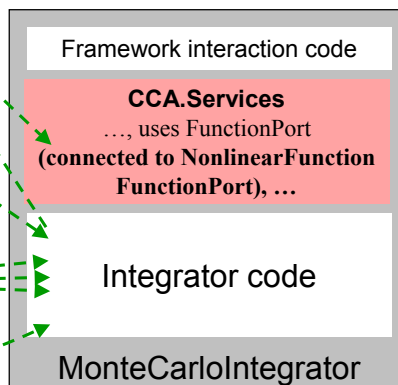 Framework interaction code
CCA.Services
…, uses FunctionPort
(connected to NonlinearFunction
FunctionPort), …
Integrator code
MonteCarloIntegrator